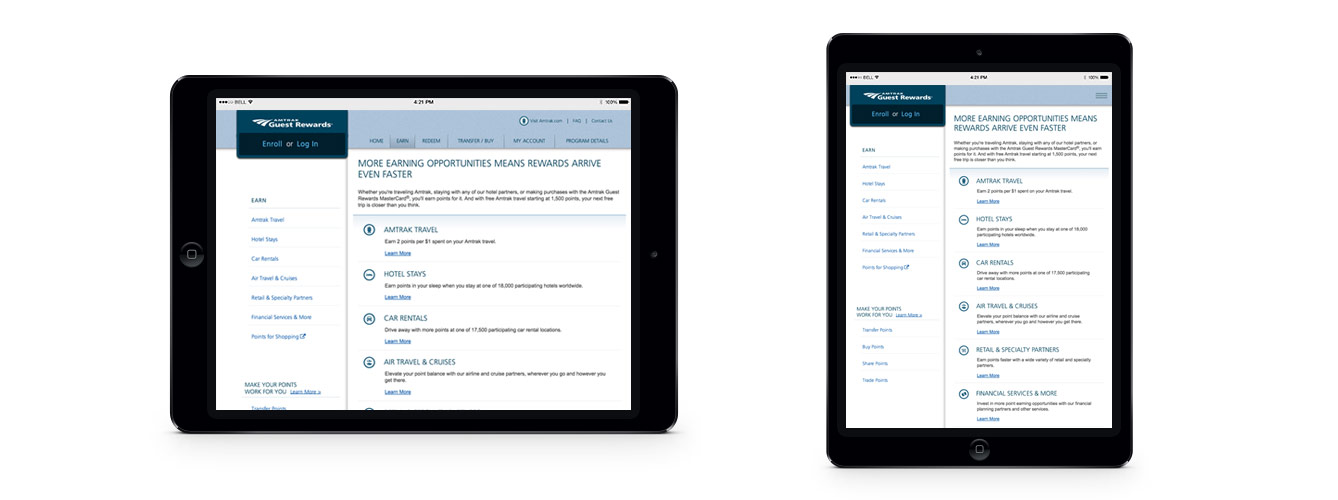 BELL
4:21 PM
100%
AMTRAK
Guest Rewards
Enroll or Log In
Visit Amtrak.com | FAQ | Contact Us
HOME
EARN
REDEEM
TRANSFER / BUY
MY ACCOUNT
PROGRAM DETAILS
EARN
Amtrak Travel
Hotel Stays
Car Rentals
Air Travel & Cruises
Retail & Specialty Partners
Financial Services & More
Points for Shopping
MAKE YOUR POINTS
WORK FOR YOU Learn More »
Transfer Points
MORE EARNING OPPORTUNITIES MEANS REWARDS ARRIVE
EVEN FASTER
Whether you're traveling Amtrak, staying with any of our hotel partners, or making purchases with the Amtrak Guest
Rewards MasterCard®, you'll earn points for it. And with free Amtrak travel starting at 1,500 points, your next free
trip is closer than you think.
AMTRAK TRAVEL
Earn 2 points per $1 spent on your Amtrak travel.
Learn More
HOTEL STAYS
Earn points in your sleep when you stay at one of 18,000 participating hotels worldwide.
Learn More
CAR RENTALS
Drive away with more points at one of 17,500 participating car rental locations.
Learn More
AIR TRAVEL & CRUISES
Elevate your point balance with our airline and cruise partners, wherever you go and however you
get there.
Learn More
BELL
4:21 PM
100%
AMTRAK
Guest Rewards
Enroll or Log In
EARN
Amtrak Travel
Hotel Stays
Car Rentals
Air Travel & Cruises
Retail & Specialty Partners
Financial Services & More
Points for Shopping
MAKE YOUR POINTS
WORK FOR YOU Learn More »
Transfer Points
Buy Points
Share Points
Trade Points
MORE EARNING OPPORTUNITIES MEANS
REWARDS ARRIVE EVEN FASTER
Whether you're traveling Amtrak, staying with any of our hotel partners, or
making purchases with the Amtrak Guest Rewards MasterCard®, you'll earn
points for it. And with free Amtrak travel starting at 1,500 points, your next free
trip is closer than you think.
AMTRAK TRAVEL
Earn 2 points per $1 spent on your Amtrak travel.
Learn More
HOTEL STAYS
Earn points in your sleep when you stay at one of 18,000
participating hotels worldwide.
Learn More
CAR RENTALS
Drive away with more points at one of 17,500 participating
car rental locations.
Learn More
AIR TRAVEL & CRUISES
Elevate your point balance with our airline and cruise
partners, wherever you go and however you get there.
Learn More
RETAIL & SPECIALTY PARTNERS
Earn points faster with a wide variety of retail and specialty
partners.
Learn More
FINANCIAL SERVICES & MORE
Invest in more point earning opportunities with our financial
planning partners and other services.
Learn More